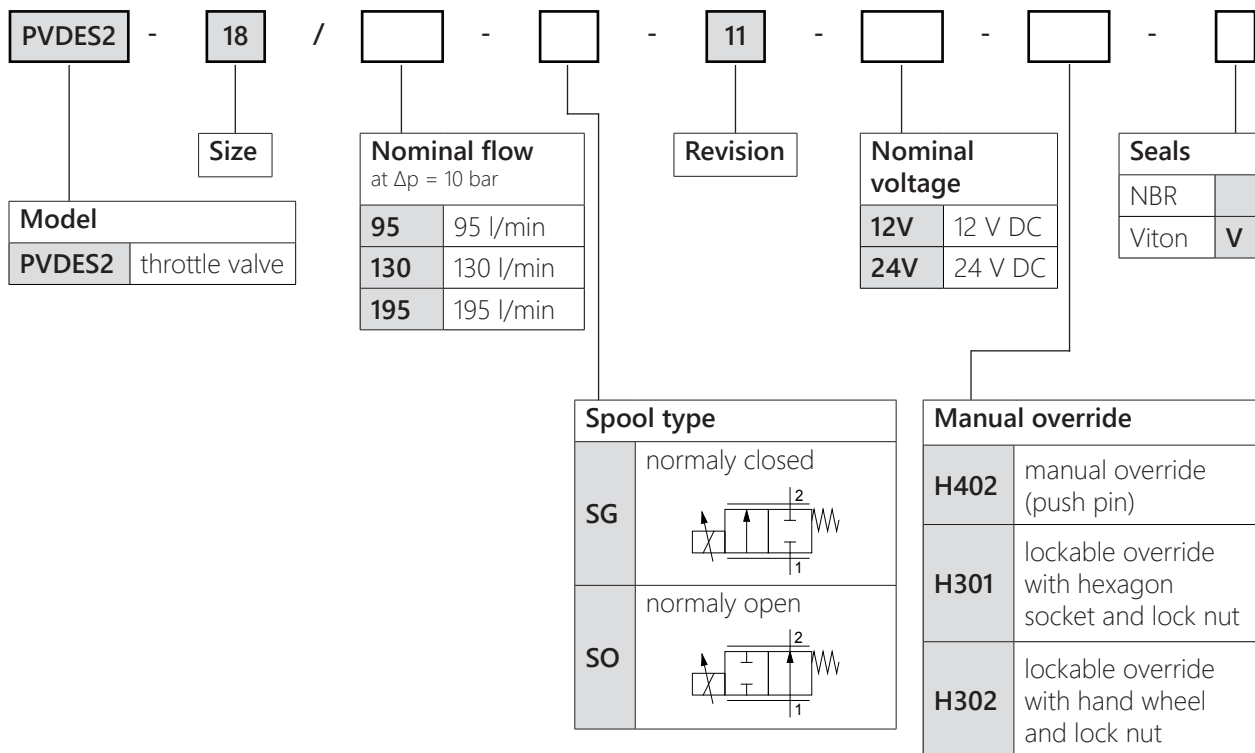 PVDES2 - 18 / - - 11 - - -
Size
Nominal flow
at Δp = 10 bar
95 95 l/min
130 130 l/min
195 195 l/min
Revision
Nominal
voltage
12V 12 V DC
24V 24 V DC
Seals
NBR
Viton V
Model
PVDES2 throttle valve
Spool type
SG normaly closed
2
1
SO normaly open
2
1
Manual override
H402 manual override
(push pin)
H301 lockable override
with hexagon
socket and lock nut
H302 lockable override
with hand wheel
and lock nut